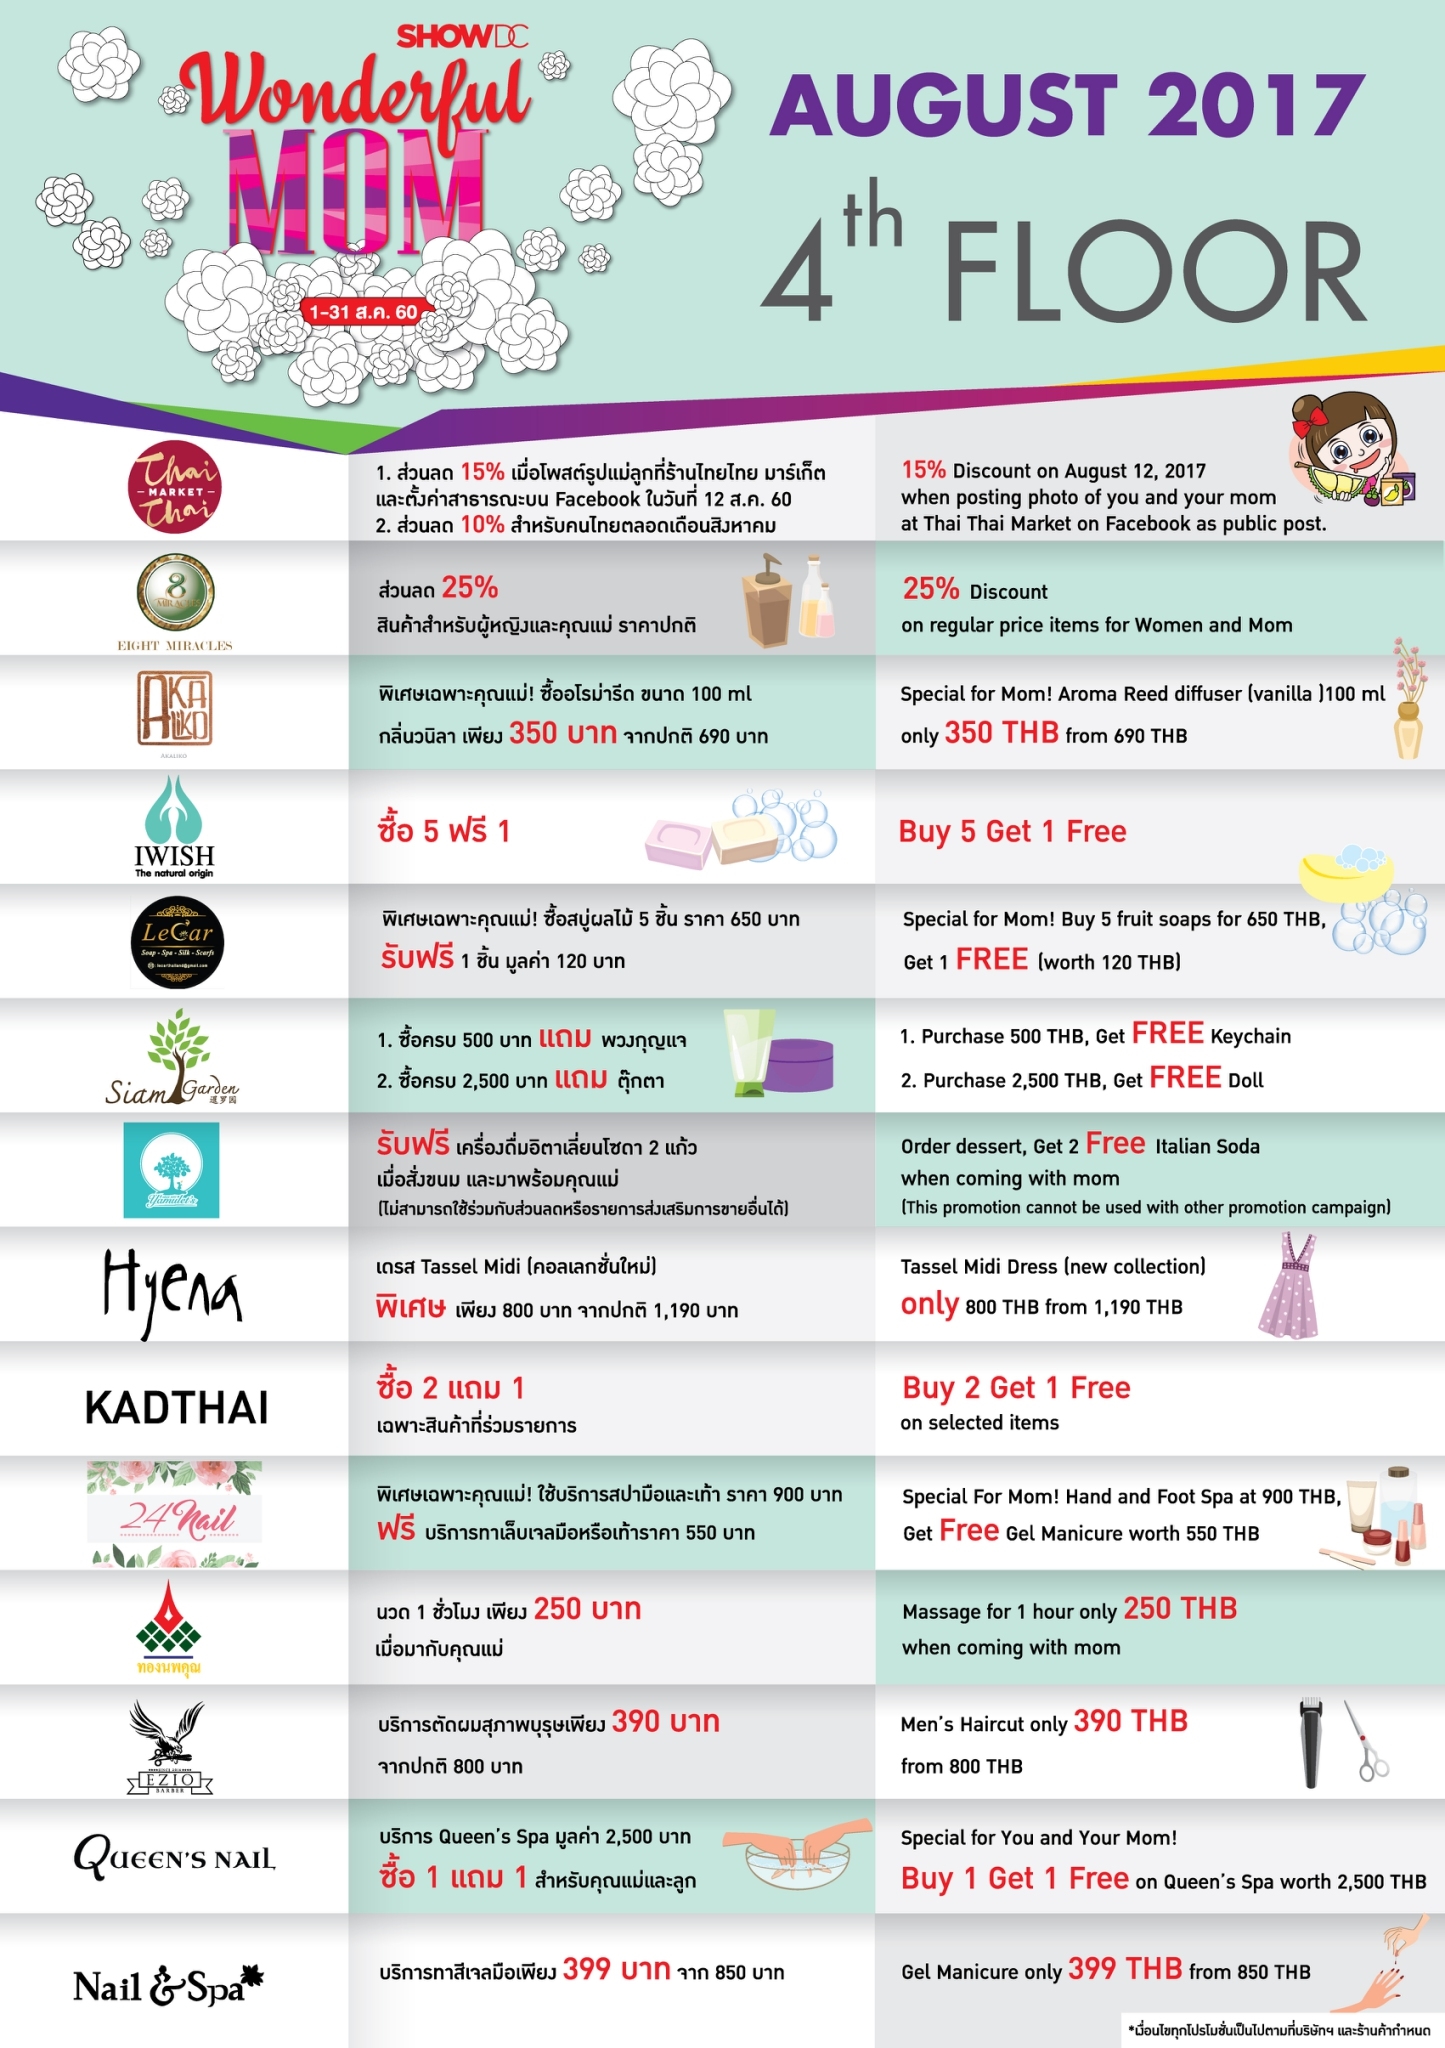 SHOWDC
Wonderful
MOM
1-31 ส.ค. 60
AUGUST 2017
4th FLOOR
Thai
MARKET
Thai
1. ส่วนลด 15% เมื่อโพสต์รูปแม่ลูกที่ร้านไทยไทย มาร์เก็ต
และตั้งค่าสาธารณะบน Facebook ในวันที่ 12 ส.ค. 60
2. ส่วนลด 10% สำหรับคนไทยตลอดเดือนสิงหาคม
15% Discount on August 12, 2017
when posting photo of you and your mom
at Thai Thai Market on Facebook as public post.
8
MIRACLES
EIGHT MIRACLES
ส่วนลด 25%
สินค้าสำหรับผู้หญิงและคุณแม่ ราคาปกติ
25% Discount
on regular price items for Women and Mom
AKA
LIKO
AKALIKO
พิเศษเฉพาะคุณแม่! ซื้ออโรม่ารีด ขนาด 100 ml
กลิ่นวนิลา เพียง 350 บาท จากปกติ 690 บาท
Special for Mom! Aroma Reed diffuser (vanilla )100 ml
only 350 THB from 690 THB
IWISH
The natural origin
ซื้อ 5 ฟรี 1
Buy 5 Get 1 Free
LeCar
Soap - Spa - Silk - Scarfs
พิเศษเฉพาะคุณแม่! ซื้อสบู่ผลไม้ 5 ชิ้น ราคา 650 บาท
รับฟรี 1 ชิ้น มูลค่า 120 บาท
Special for Mom! Buy 5 fruit soaps for 650 THB,
Get 1 FREE (worth 120 THB)
Siam Garden
暹罗园
1. ซื้อครบ 500 บาท แถม พวงกุญแจ
2. ซื้อครบ 2,500 บาท แถม ตุ๊กตา
1. Purchase 500 THB, Get FREE Keychain
2. Purchase 2,500 THB, Get FREE Doll
รับฟรี เครื่องดื่มอิตาเลี่ยนโซดา 2 แก้ว
เมื่อสั่งขนม และมาพร้อมคุณแม่
(ไม่สามารถใช้ร่วมกับส่วนลดหรือรายการส่งเสริมการขายอื่นได้)
Order dessert, Get 2 Free Italian Soda
when coming with mom
(This promotion cannot be used with other promotion campaign)
Hyena
เดรส Tassel Midi (คอลเลกชั่นใหม่)
พิเศษ เพียง 800 บาท จากปกติ 1,190 บาท
Tassel Midi Dress (new collection)
only 800 THB from 1,190 THB
KADTHAI
ซื้อ 2 แถม 1
เฉพาะสินค้าที่ร่วมรายการ
Buy 2 Get 1 Free
on selected items
24 Nail
พิเศษเฉพาะคุณแม่! ใช้บริการสปามือและเท้า ราคา 900 บาท
ฟรี บริการทาเล็บเจลมือหรือเท้าราคา 550 บาท
Special For Mom! Hand and Foot Spa at 900 THB,
Get Free Gel Manicure worth 550 THB
ทองนพคุณ
นวด 1 ชั่วโมง เพียง 250 บาท
เมื่อมากับคุณแม่
Massage for 1 hour only 250 THB
when coming with mom
EZIO
BARBER
บริการตัดผมสุภาพบุรุษเพียง 390 บาท
จากปกติ 800 บาท
Men's Haircut only 390 THB
from 800 THB
QUEEN'S NAIL
บริการ Queen's Spa มูลค่า 2,500 บาท
ซื้อ 1 แถม 1 สำหรับคุณแม่และลูก
Special for You and Your Mom!
Buy 1 Get 1 Free on Queen's Spa worth 2,500 THB
Nail & Spa
บริการทาสีเจลมือเพียง 399 บาท จาก 850 บาท
Gel Manicure only 399 THB from 850 THB
*เงื่อนไขทุกโปรโมชั่นเป็นไปตามที่บริษัทฯ และร้านค้ากำหนด